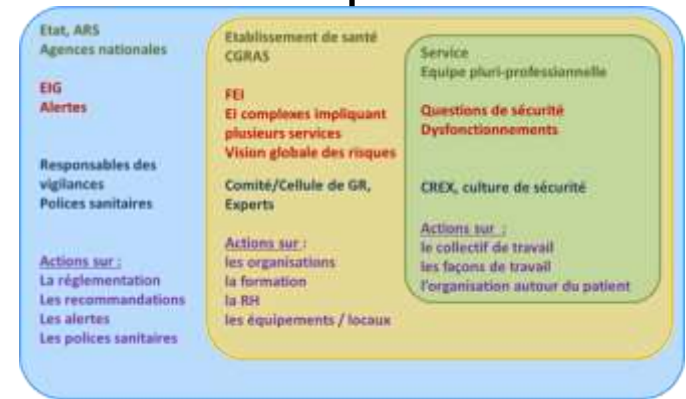 Etat, ARS
Agences nationales
EIG
Alertes
Responsables des
vigilances
Polices sanitaires
Actions sur :
La réglementation
Les recommandations
Les alertes
Les polices sanitaires
Etablissement de santé
CGRAS
FEI
EI complexes impliquant
plusieurs services
Vision globale des risques
Comité/Cellule de GR,
Experts
Actions sur :
les organisations
la formation
la RH
les équipements / locaux
Service
Equipe pluri-professionnelle
Questions de sécurité
Dysfonctionnements
CREX, culture de sécurité
Actions sur :
le collectif de travail
les façons de travail
l'organisation autour du patient